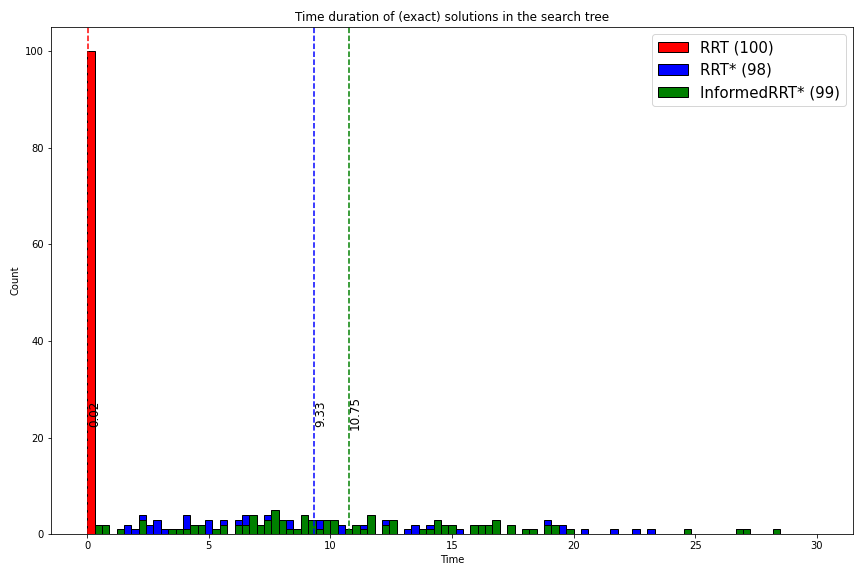 Time duration of (exact) solutions in the search tree
RRT (100)
RRT* (98)
InformedRRT* (99)
Count
100
80
60
40
20
0
0.02
9.33
10.75
0 5 10 15 20 25 30
Time